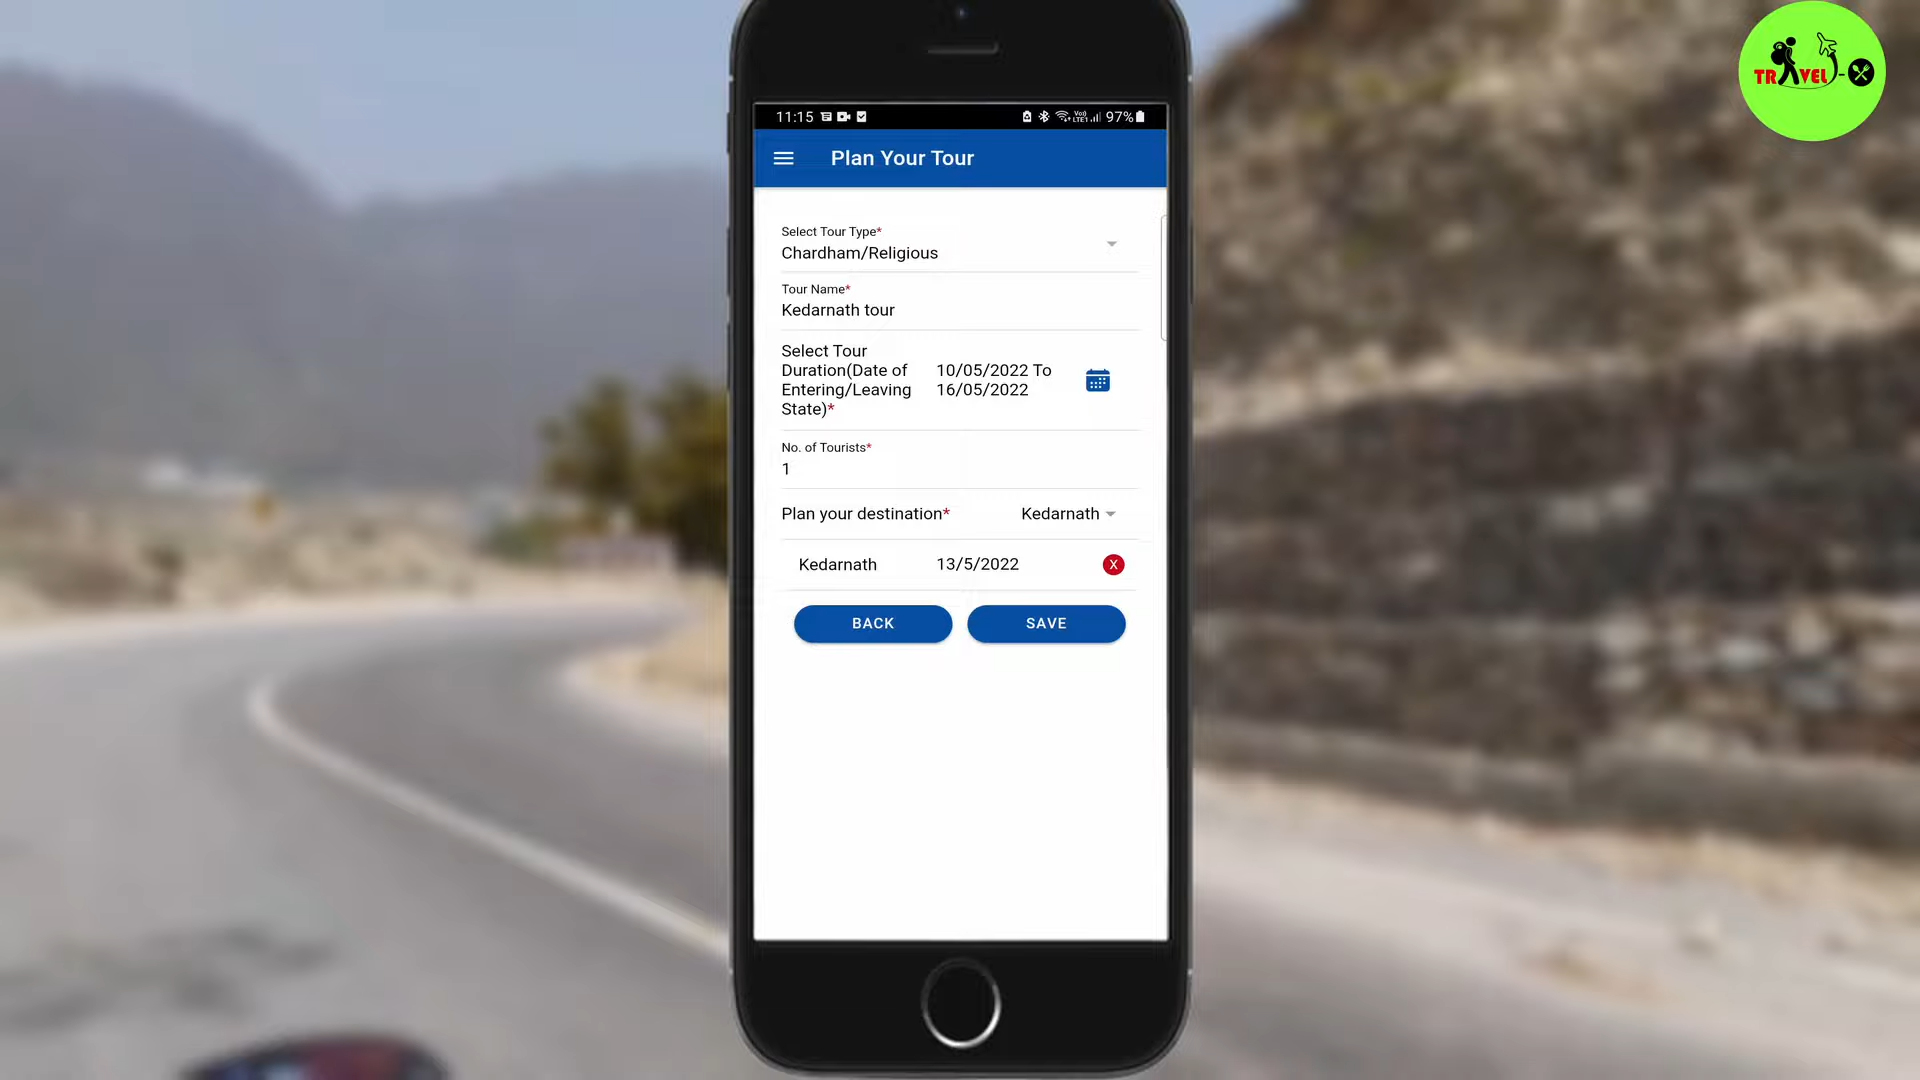 TRAVEL-O
11:15 97%
Plan Your Tour
Select Tour Type*
Chardham/Religious
Tour Name*
Kedarnath tour
Select Tour
Duration(Date of
Entering/Leaving
State)*
10/05/2022 To
16/05/2022
No. of Tourists*
1
Plan your destination* Kedarnath
Kedarnath 13/5/2022 X
BACK SAVE